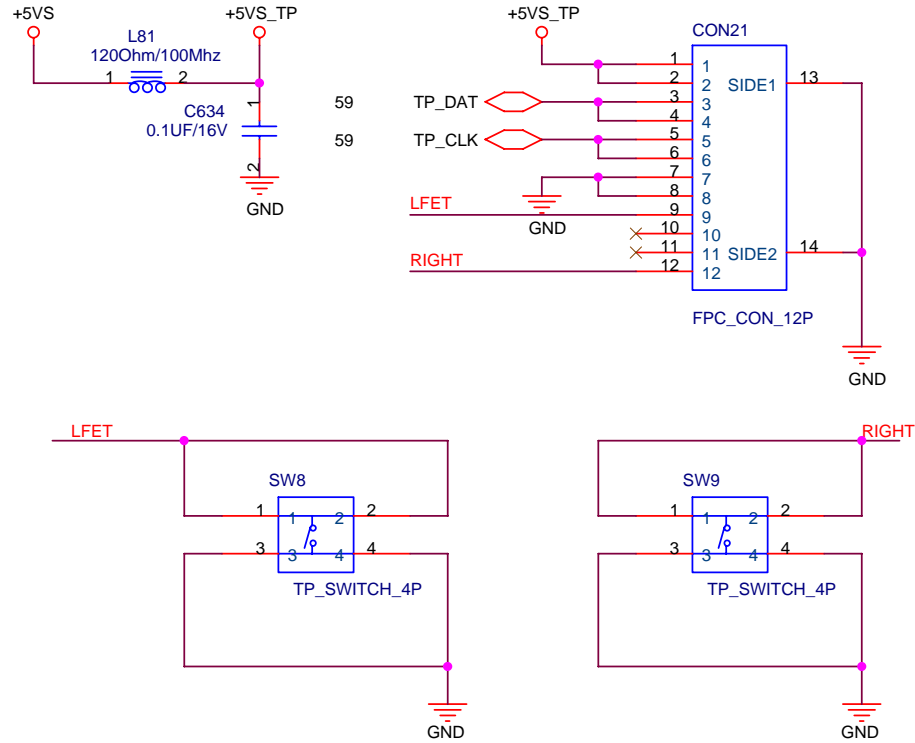 +5VS
+5VS_TP
L81
120Ohm/100Mhz
1 2
1
C634
0.1UF/16V
2
GND
59 TP_DAT
59 TP_CLK
+5VS_TP
CON21
1 1
2 2
3 3
4 4
5 5
6 6
7 7
8 8
9 9
10 10
11 11
12 12
SIDE1 13
SIDE2 14
LFET
GND
RIGHT
FPC_CON_12P
GND
LFET
SW8
1 1 2 2
3 3 4 4
TP_SWITCH_4P
GND
RIGHT
SW9
1 1 2 2
3 3 4 4
TP_SWITCH_4P
GND